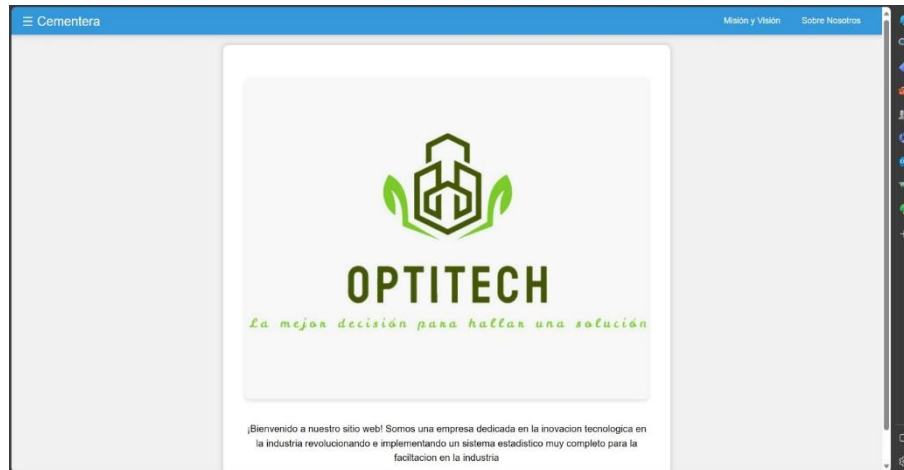 ☰ Cementera
Misión y Visión
Sobre Nosotros
OPTITECH
La mejor decisión para hallar una solución
¡Bienvenido a nuestro sitio web! Somos una empresa dedicada en la inovacion tecnologica en
la industria revolucionando e implementando un sistema estadistico muy completo para la
faciltacion en la industria